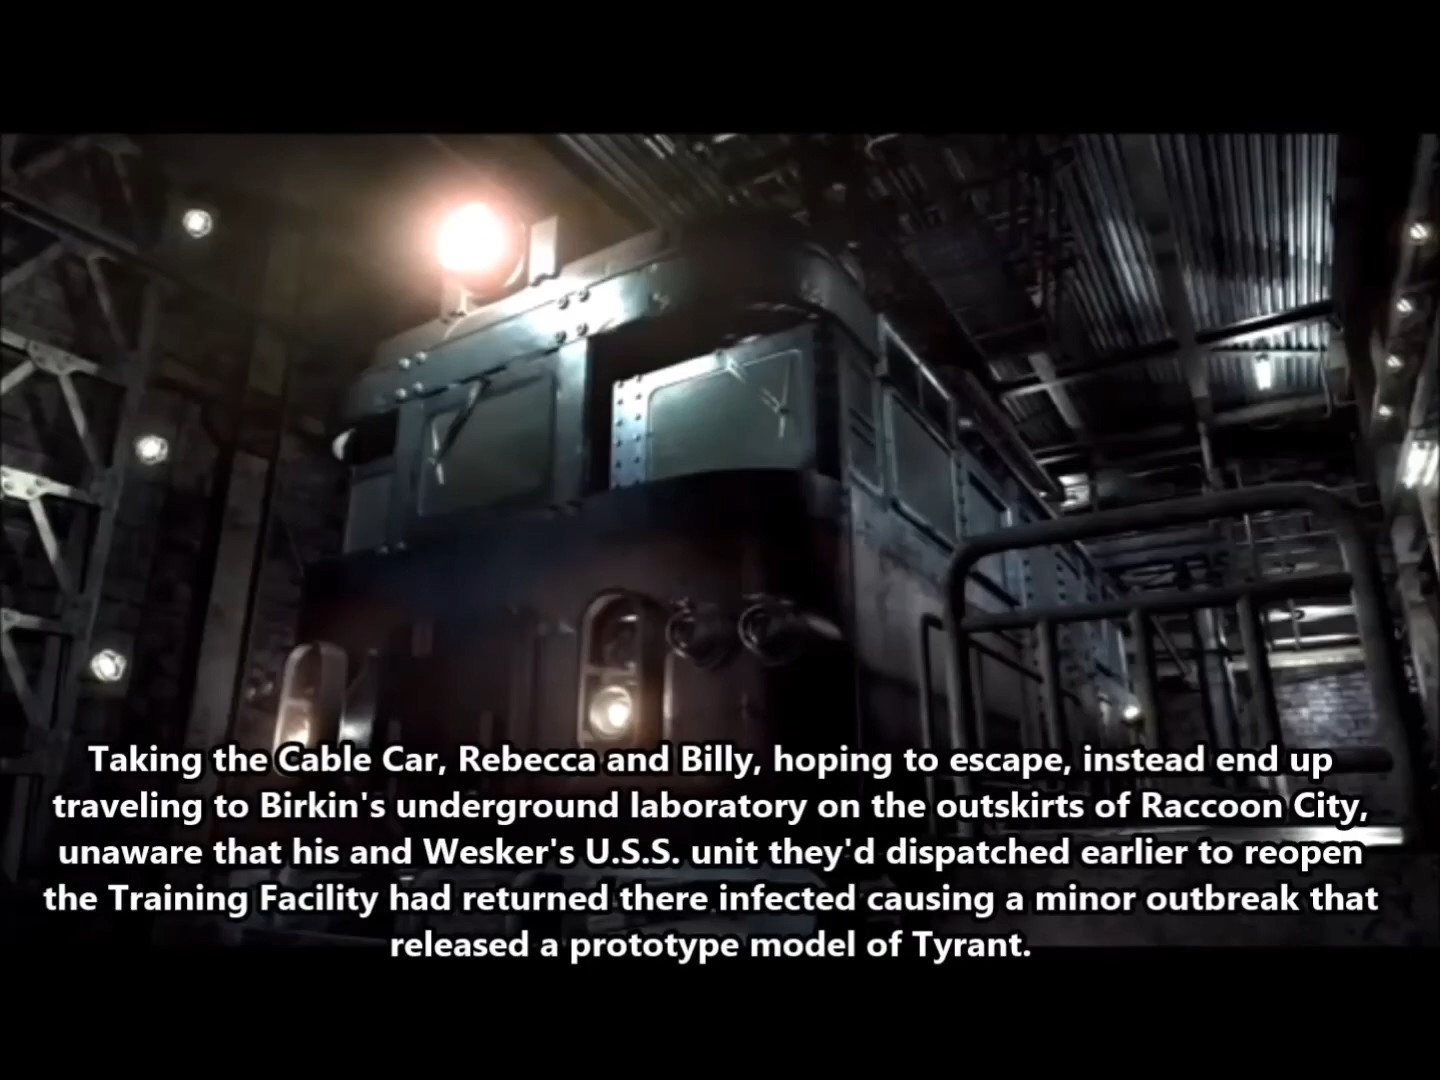 Taking the Cable Car, Rebecca and Billy, hoping to escape, instead end up
traveling to Birkin's underground laboratory on the outskirts of Raccoon City,
unaware that his and Wesker's U.S.S. unit they'd dispatched earlier to reopen
the Training Facility had returned there infected causing a minor outbreak that
released a prototype model of Tyrant.